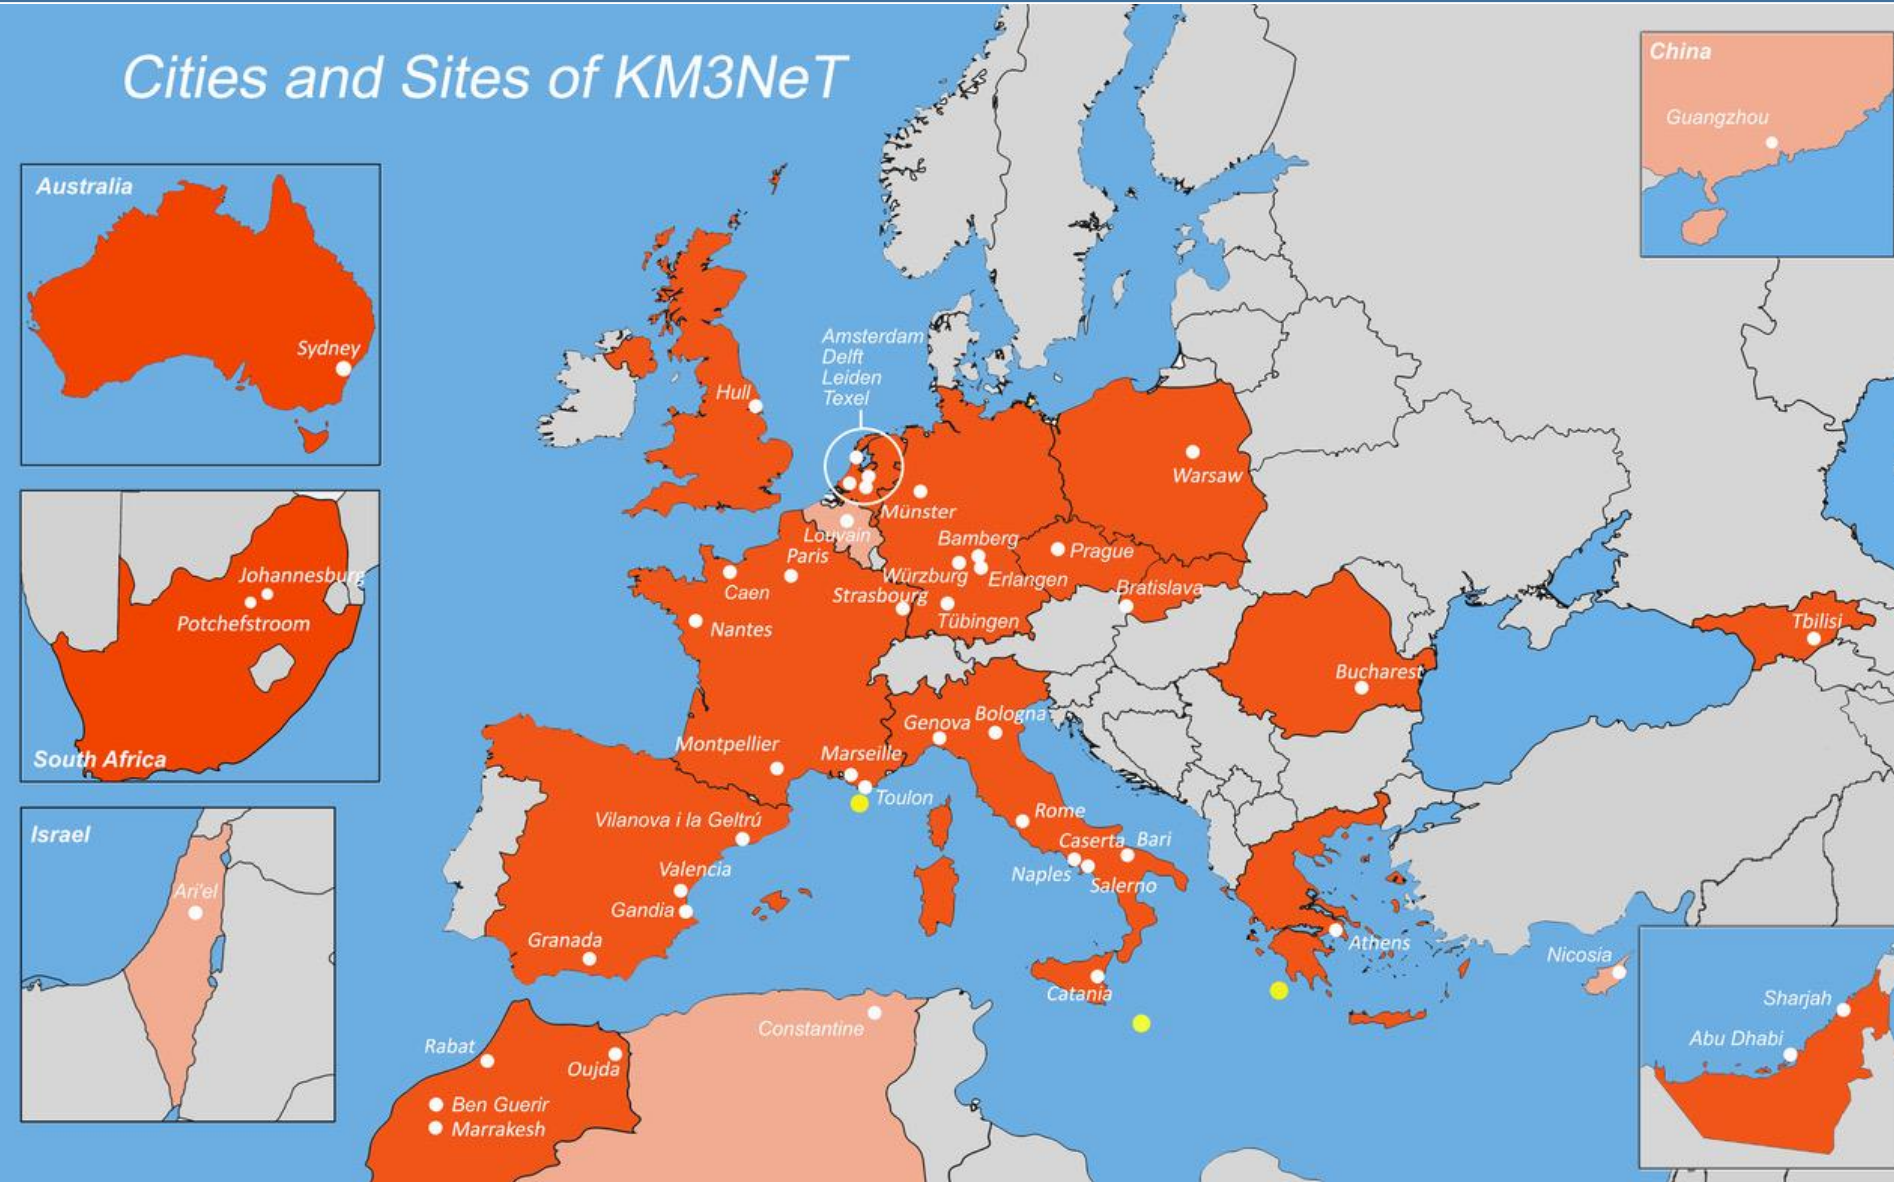 Cities and Sites of KM3NeT
China
Guangzhou
Australia
Sydney
Amsterdam
Delft
Leiden
Texel
Hull
Warsaw
Münster
Louvain
Paris
Bamberg
Prague
Würzburg
Erlangen
Caen
Strasbourg
Bratislava
Nantes
Tübingen
Tbilisi
Johannesburg
Potchefstroom
South Africa
Bucharest
Genova
Bologna
Montpellier
Marseille
Toulon
Vilanova i la Geltrú
Rome
Caserta
Bari
Naples
Salerno
Valencia
Gandia
Granada
Athens
Catania
Nicosia
Israel
Ari'el
Constantine
Rabat
Oujda
Ben Guerir
Marrakesh
Sharjah
Abu Dhabi